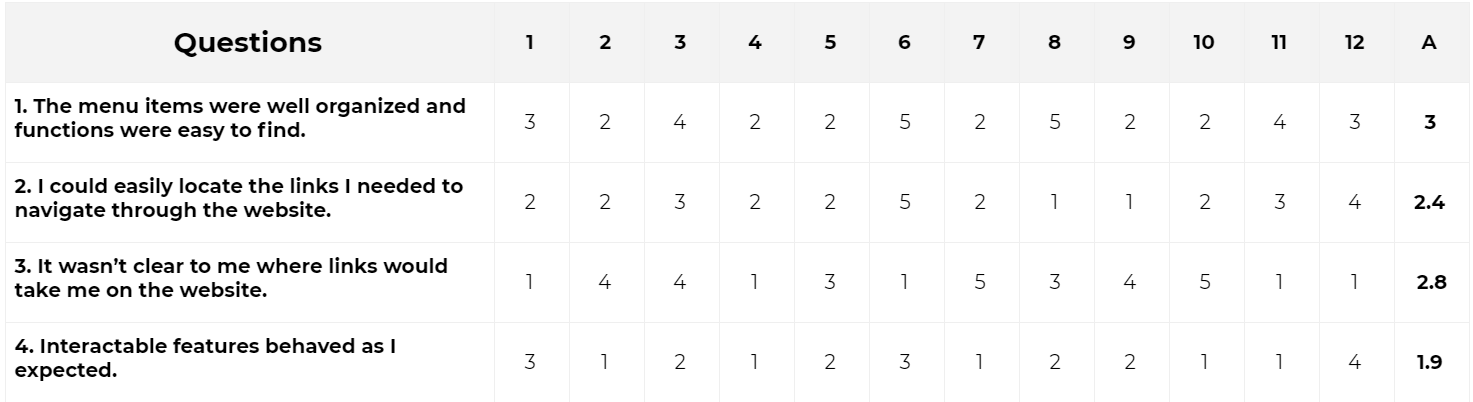 Questions 1 2 3 4 5 6 7 8 9 10 11 12 A
1. The menu items were well organized and
functions were easy to find.
3 2 4 2 2 5 2 5 2 2 4 3 3
2. I could easily locate the links I needed to
navigate through the website.
2 2 3 2 2 5 2 1 1 2 3 4 2.4
3. It wasn’t clear to me where links would
take me on the website.
1 4 4 1 3 1 5 3 4 5 1 1 2.8
4. Interactable features behaved as I
expected.
3 1 2 1 2 3 1 2 2 1 1 4 1.9